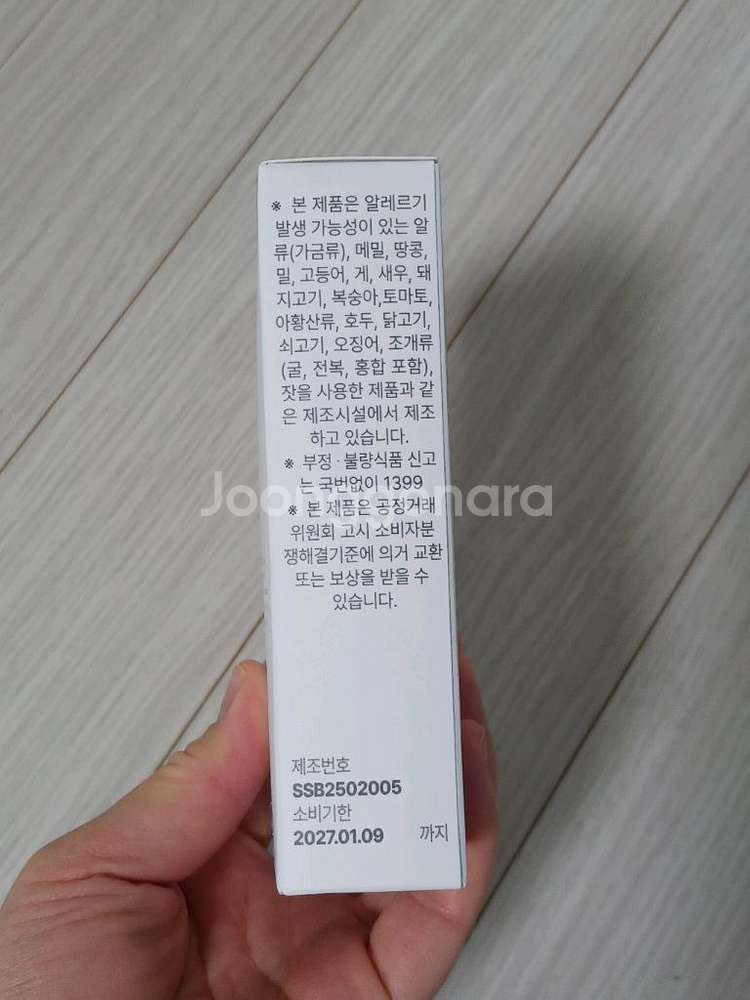 ※ 본 제품은 알레르기
발생 가능성이 있는 알
류(가금류), 메밀, 땅콩,
밀, 고등어, 게, 새우, 돼
지고기, 복숭아,토마토,
아황산류, 호두, 닭고기,
쇠고기, 오징어, 조개류
(굴, 전복, 홍합 포함),
잣을 사용한 제품과 같
은 제조시설에서 제조
하고 있습니다.
※ 부정·불량식품 신고
는 국번없이 1399
Joonggonara
※ 본 제품은 공정거래
위원회 고시 소비자분
쟁해결기준에 의거 교환
또는 보상을 받을 수
있습니다.
제조번호
SSB2502005
소비기한
2027.01.09 까지